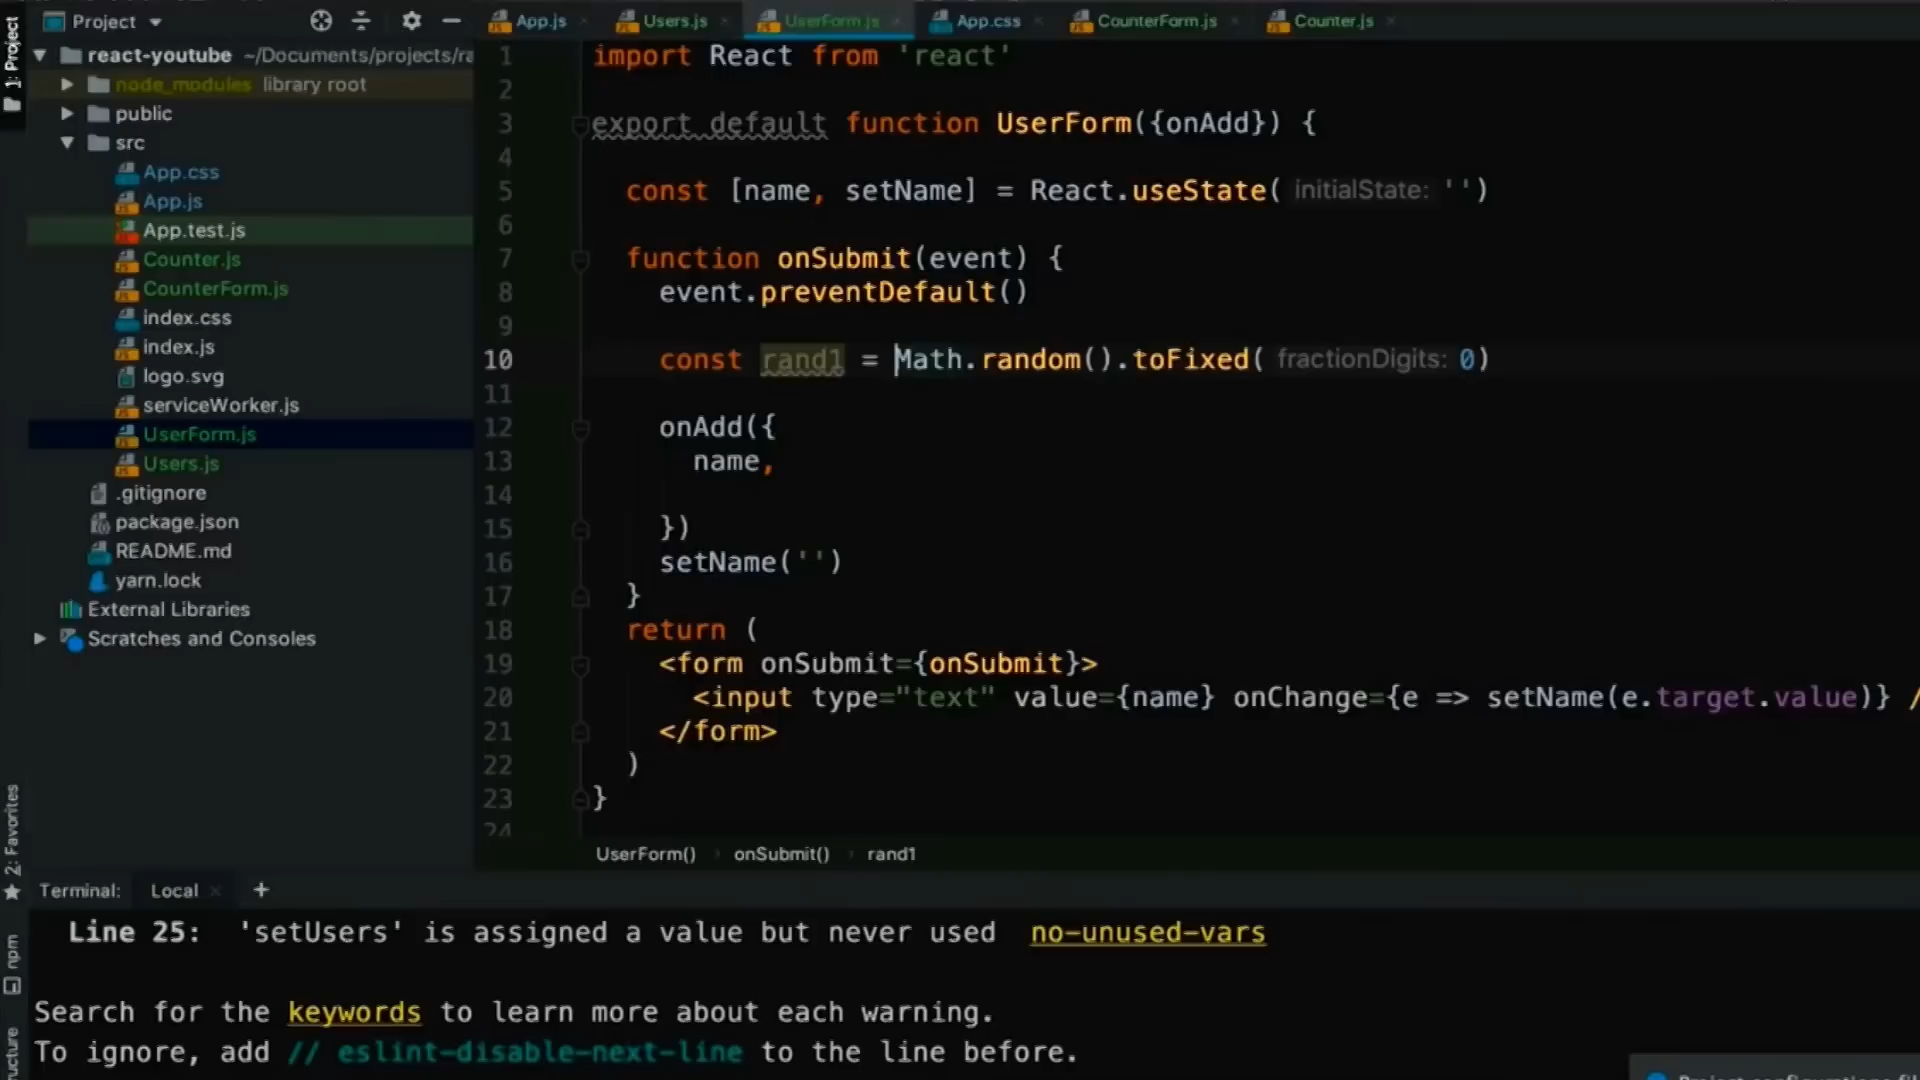 Project
App.js
Users.js
UserForm.js
App.css
CounterForm.js
Counter.js
1: Project
react-youtube ~/Documents/projects/ra
node_modules library root
public
src
App.css
App.js
App.test.js
Counter.js
CounterForm.js
index.css
index.js
logo.svg
serviceWorker.js
UserForm.js
Users.js
.gitignore
package.json
README.md
yarn.lock
External Libraries
Scratches and Consoles
1 import React from 'react'
2
3 export default function UserForm({onAdd}) {
4
5 const [name, setName] = React.useState( initialState: '')
6
7 function onSubmit(event) {
8 event.preventDefault()
9
10 const rand1 = Math.random().toFixed( fractionDigits: 0)
11
12 onAdd({
13 name,
14
15 })
16 setName('')
17 }
18 return (
19 <form onSubmit={onSubmit}>
20 <input type="text" value={name} onChange={e => setName(e.target.value)} /
21 </form>
22 )
23 }
24
UserForm() onSubmit() rand1
2: Favorites
npm
ructure
Terminal: Local +
Line 25: 'setUsers' is assigned a value but never used no-unused-vars
Search for the keywords to learn more about each warning.
To ignore, add // eslint-disable-next-line to the line before.